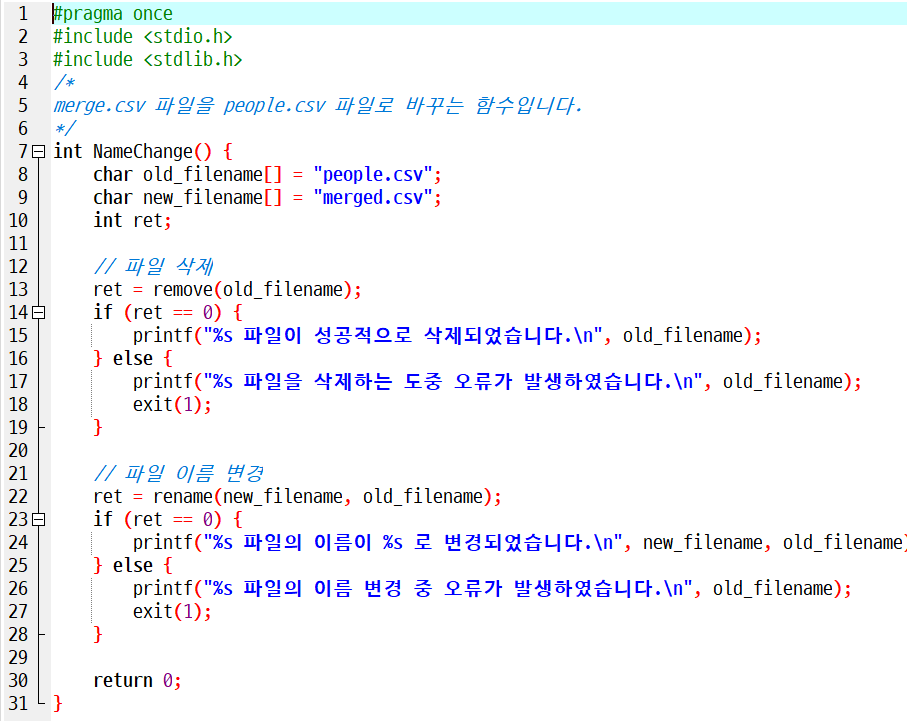 1 #pragma once
2 #include <stdio.h>
3 #include <stdlib.h>
4 /*
5 merge.csv 파일을 people.csv 파일로 바꾸는 함수입니다.
6 */
7 int NameChange() {
8 char old_filename[] = "people.csv";
9 char new_filename[] = "merged.csv";
10 int ret;
11
12 // 파일 삭제
13 ret = remove(old_filename);
14 if (ret == 0) {
15 printf("%s 파일이 성공적으로 삭제되었습니다.\n", old_filename);
16 } else {
17 printf("%s 파일을 삭제하는 도중 오류가 발생하였습니다.\n", old_filename);
18 exit(1);
19 }
20
21 // 파일 이름 변경
22 ret = rename(new_filename, old_filename);
23 if (ret == 0) {
24 printf("%s 파일의 이름이 %s 로 변경되었습니다.\n", new_filename, old_filename)
25 } else {
26 printf("%s 파일의 이름 변경 중 오류가 발생하였습니다.\n", old_filename);
27 exit(1);
28 }
29
30 return 0;
31 }